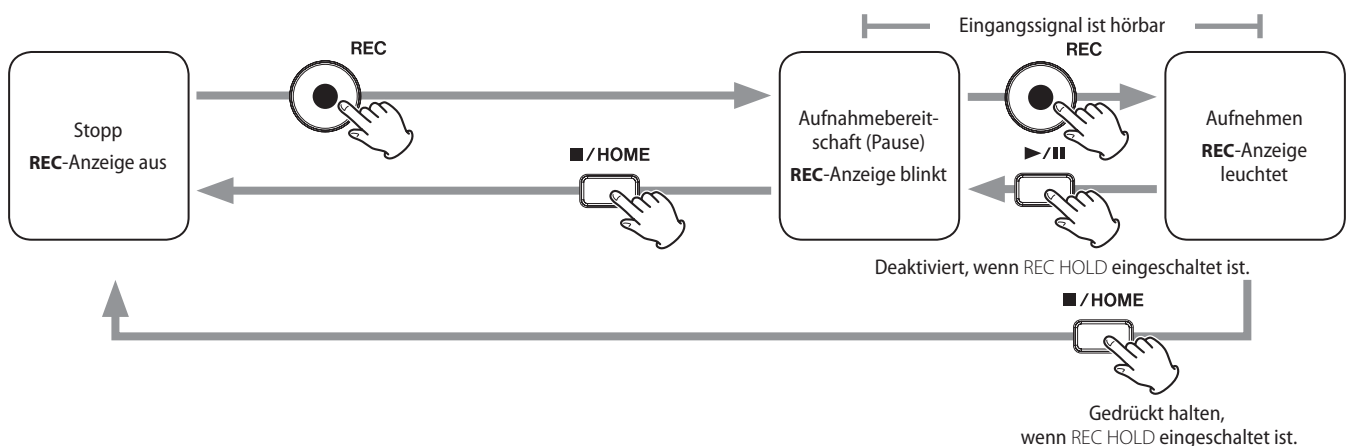 Eingangssignal ist hörbar
REC
REC
Stopp
REC-Anzeige aus
■/HOME
Aufnahmebereit-
schaft (Pause)
REC-Anzeige blinkt
►/II
Aufnehmen
REC-Anzeige
leuchtet
Deaktiviert, wenn REC HOLD eingeschaltet ist.
■/HOME
Gedrückt halten,
wenn REC HOLD eingeschaltet ist.